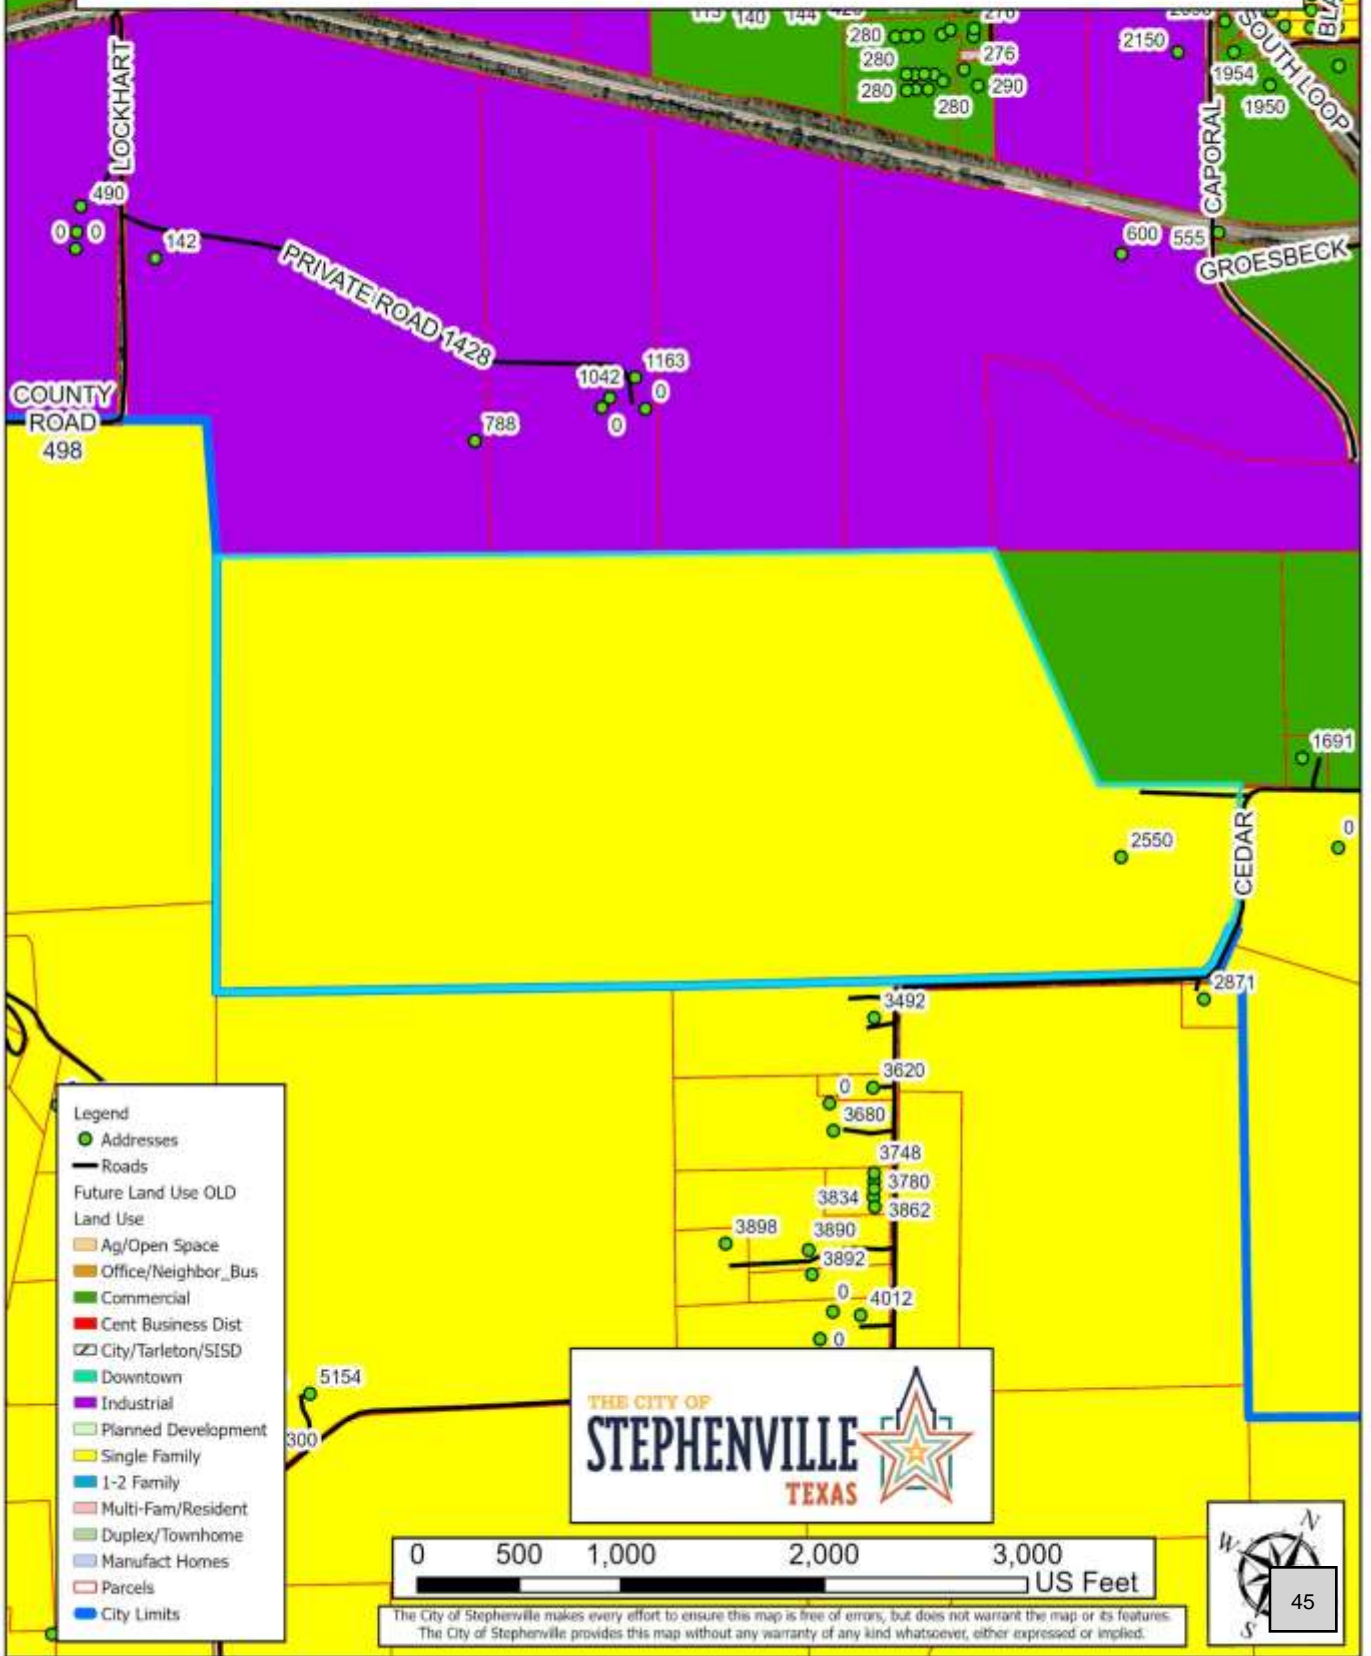 140
144
276
280
2150
280
276
280
290
280
1954
1950
SOUTH LOOP
LOCKHART
CAPORAL
490
0 0
142
600
555
GROESBECK
PRIVATE ROAD 1428
1163
1042
0
0
788
COUNTY
ROAD
498
1691
2550
0
CEDAR
2871
3492
3620
0
3680
3748
3780
3834
3862
3898
3890
3892
0
4012
0
5154
300
Legend
Addresses
Roads
Future Land Use OLD
Land Use
Ag/Open Space
Office/Neighbor_Bus
Commercial
Cent Business Dist
City/Tarleton/SISD
Downtown
Industrial
Planned Development
Single Family
1-2 Family
Multi-Fam/Resident
Duplex/Townhome
Manufact Homes
Parcels
City Limits
THE CITY OF
STEPHENVILLE
TEXAS
0 500 1,000 2,000 3,000
US Feet
The City of Stephenville makes every effort to ensure this map is free of errors, but does not warrant the map or its features.
The City of Stephenville provides this map without any warranty of any kind whatsoever, either expressed or implied.
N
W
S
45